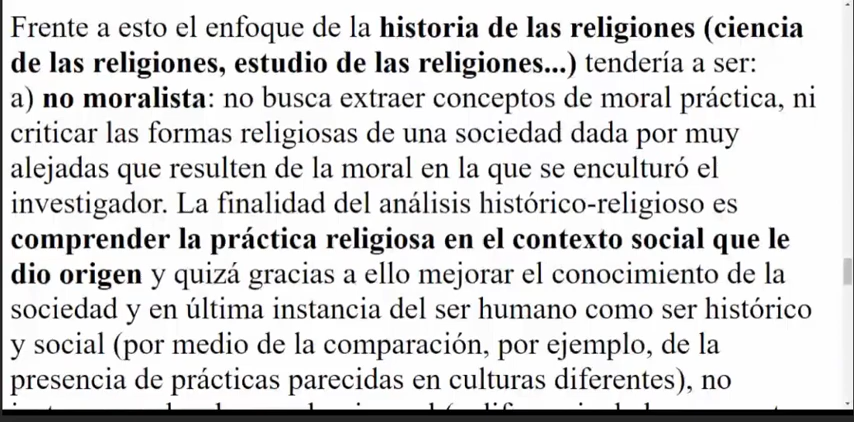 Frente a esto el enfoque de la historia de las religiones (ciencia
de las religiones, estudio de las religiones...) tendería a ser:
a) no moralista: no busca extraer conceptos de moral práctica, ni
criticar las formas religiosas de una sociedad dada por muy
alejadas que resulten de la moral en la que se enculturó el
investigador. La finalidad del análisis histórico-religioso es
comprender la práctica religiosa en el contexto social que le
dio origen y quizá gracias a ello mejorar el conocimiento de la
sociedad y en última instancia del ser humano como ser histórico
y social (por medio de la comparación, por ejemplo, de la
presencia de prácticas parecidas en culturas diferentes), no